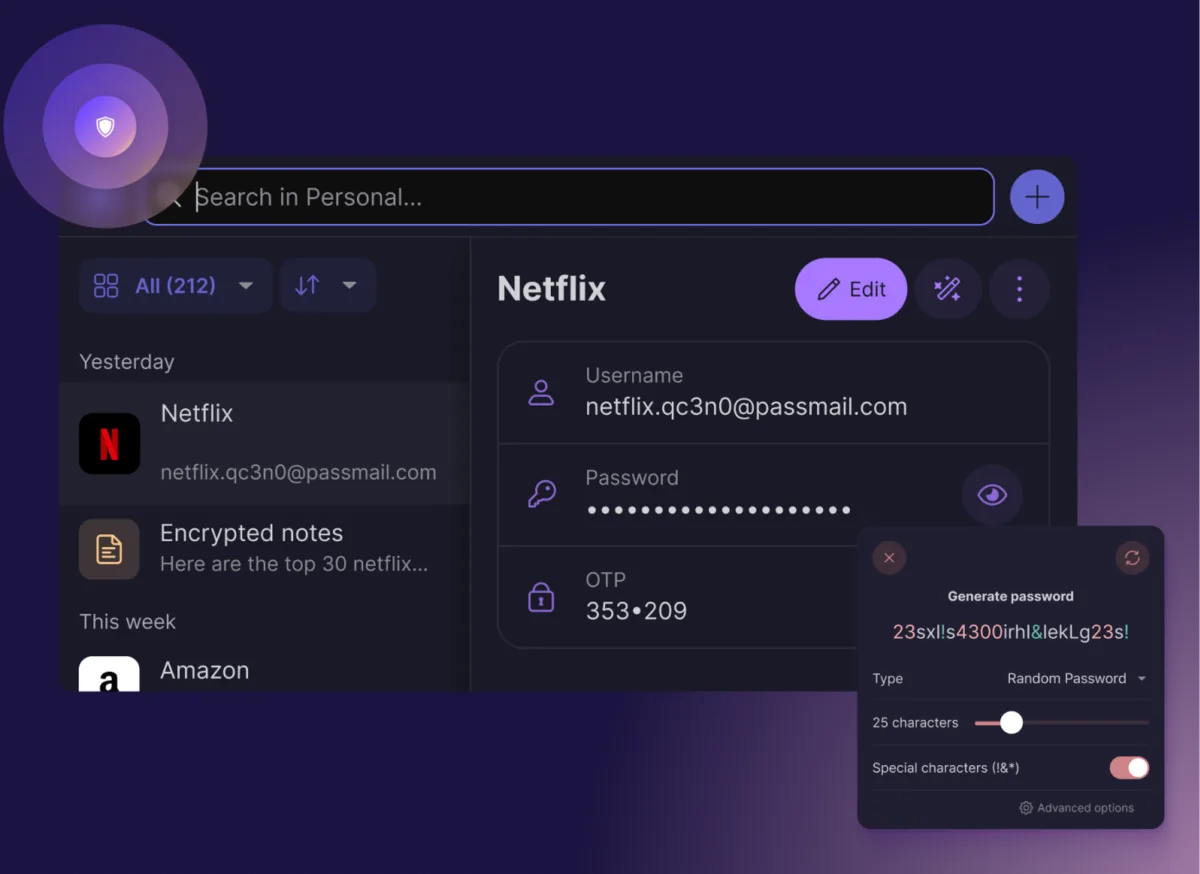 Search in Personal...
All (212)
Yesterday
Netflix
netflix.qc3n0@passmail.com
Encrypted notes
Here are the top 30 netflix...
This week
a
Amazon
Netflix
Edit
Username
netflix.qc3n0@passmail.com
Password
OTP
353•209
Generate password
23sxl!s4300irhl&lekLg23s!
Type
Random Password
25 characters
Special characters (!&*)
Advanced options